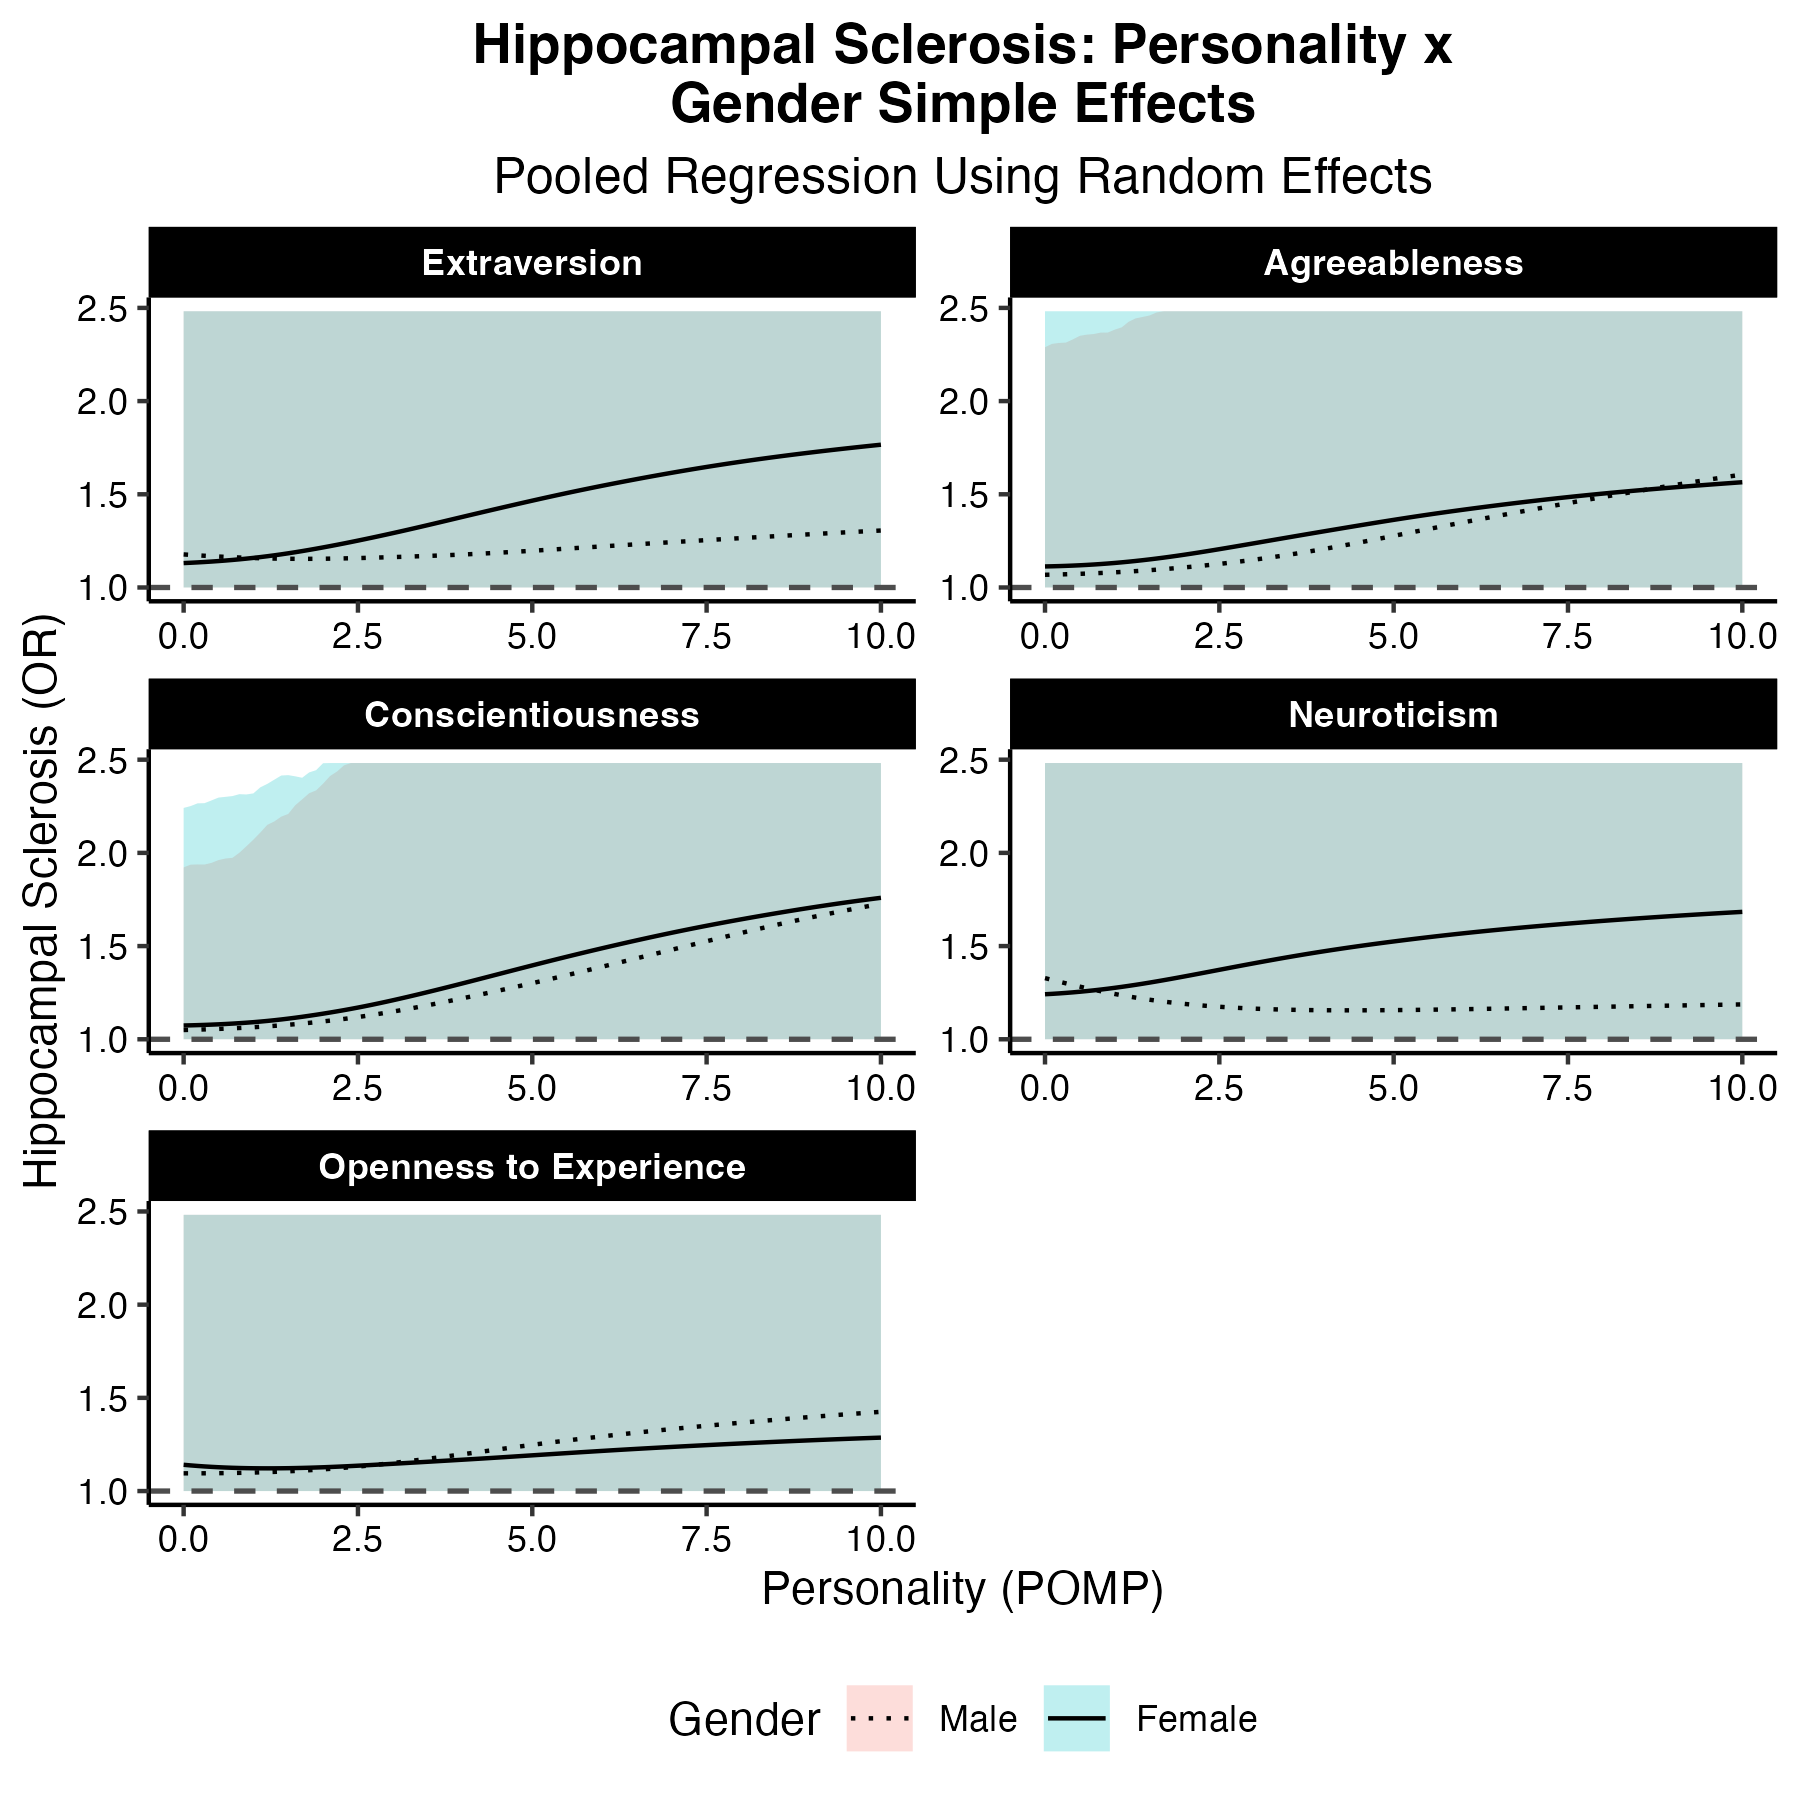 Hippocampal Sclerosis: Personality x
Gender Simple Effects
Pooled Regression Using Random Effects
Hippocampal Sclerosis (OR)
Extraversion
2.5
2.0
1.5
1.0
0.0 2.5 5.0 7.5 10.0
Agreeableness
2.5
2.0
1.5
1.0
0.0 2.5 5.0 7.5 10.0
Conscientiousness
2.5
2.0
1.5
1.0
0.0 2.5 5.0 7.5 10.0
Neuroticism
2.5
2.0
1.5
1.0
0.0 2.5 5.0 7.5 10.0
Openness to Experience
2.5
2.0
1.5
1.0
0.0 2.5 5.0 7.5 10.0
Personality (POMP)
Gender Male Female